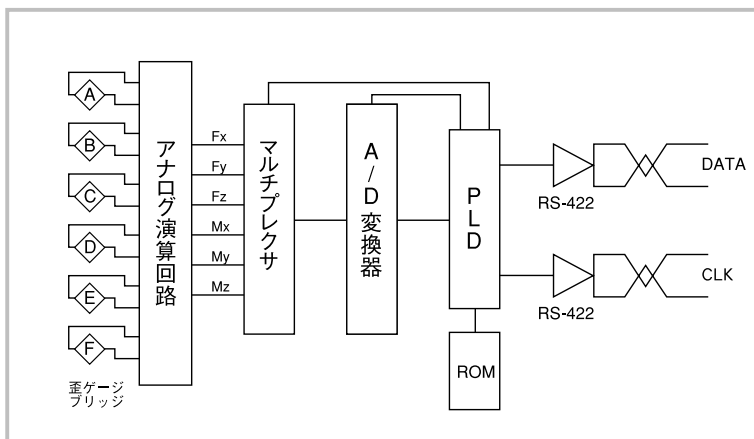 A
B
C
D
E
F
歪ゲージ
ブリッジ
アナログ演算回路
Fx
Fy
Fz
Mx
My
Mz
マルチプレクサ
A/D変換器
PLD
ROM
RS-422
DATA
RS-422
CLK